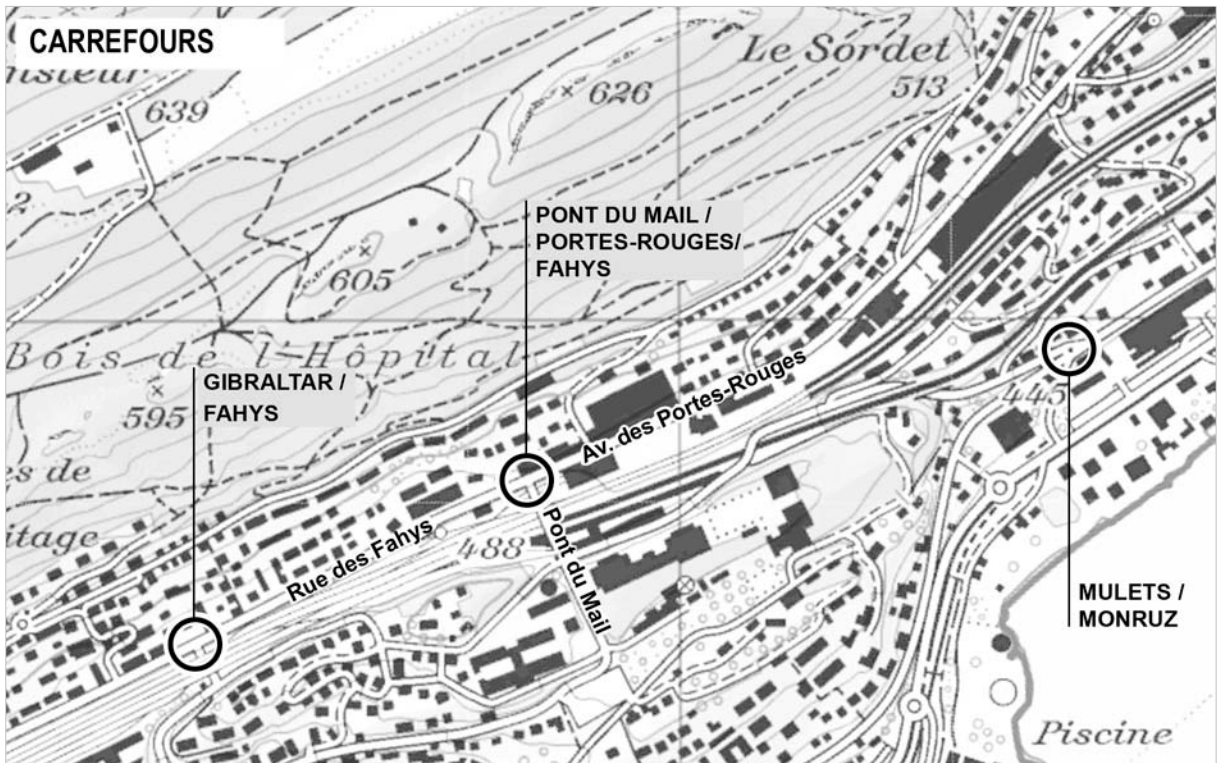 CARREFOURS
639
626
Le Sordet
513
PONT DU MAIL /
PORTES-ROUGES/
FAHYS
605
Bois de l'Hôpital
GIBRALTAR /
FAHYS
595
Av. des Portes-Rouges
445
Rue des Fahys
488
Pont du Mail
MULETS /
MONRUZ
Piscine